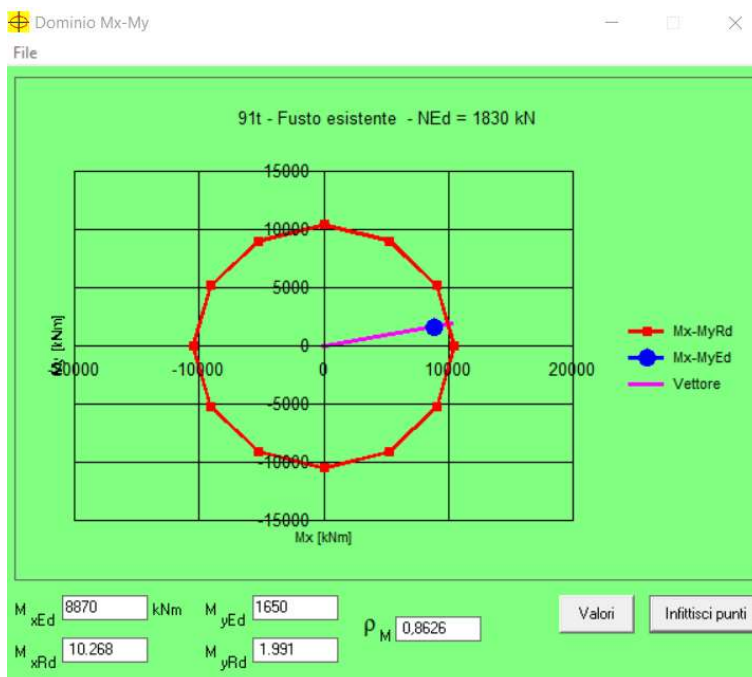 Dominio Mx-My
File
91t - Fusto esistente - NEd = 1830 kN
15000
10000
5000
0
-20000 -10000 0 10000 20000
-5000
-10000
-15000
My [kNm]
Mx [kNm]
Mx-MyRd
Mx-MyEd
Vettore
M xEd 8870 kNm M yEd 1650
ρ M 0,8626
Valori Infittisci punti
M xRd 10.268 M yRd 1.991